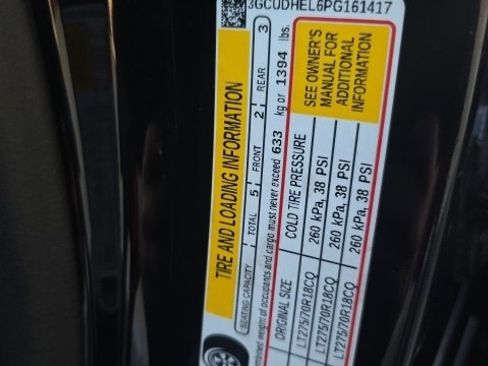 3GCUDHEL6PG161417
TIRE AND LOADING INFORMATION
SEATING CAPACITY TOTAL 5 FRONT 2 REAR 3
combined weight of occupants and cargo must never exceed 633 kg or 1394 lbs.
ORIGINAL SIZE COLD TIRE PRESSURE
LT275/70R18CQ 260 kPa, 38 PSI
LT275/70R18CQ 260 kPa, 38 PSI
LT275/70R18CQ 260 kPa, 38 PSI
SEE OWNER'S
MANUAL FOR
ADDITIONAL
INFORMATION